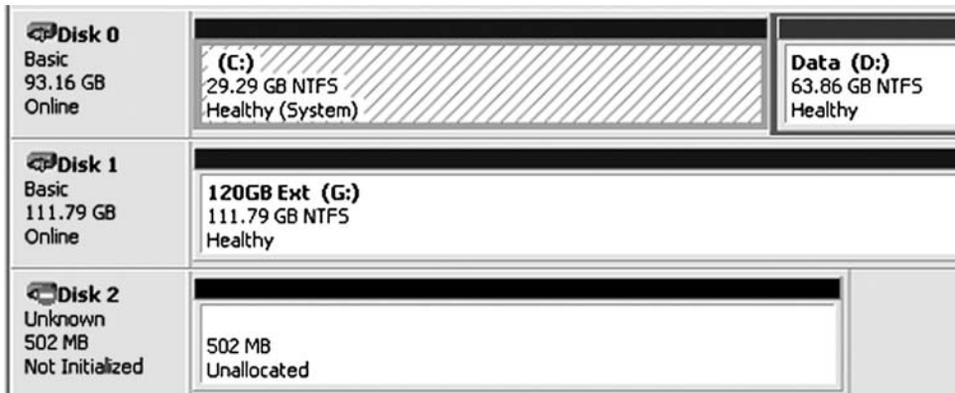 Disk 0
Basic
93.16 GB
Online
(C:)
29.29 GB NTFS
Healthy (System)
Data (D:)
63.86 GB NTFS
Healthy
Disk 1
Basic
111.79 GB
Online
120GB Ext (G:)
111.79 GB NTFS
Healthy
Disk 2
Unknown
502 MB
Not Initialized
502 MB
Unallocated